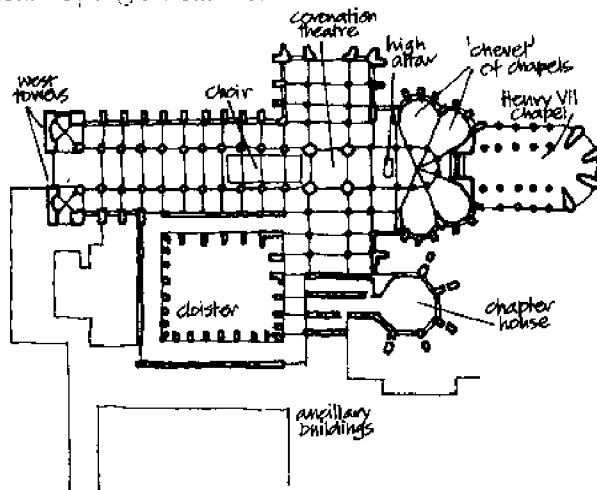 coronation
theatre
high
altar
'chevet'
of chapels
west
towers
choir
Henry VII
chapel
cloister
chapter
house
ancillary
buildings